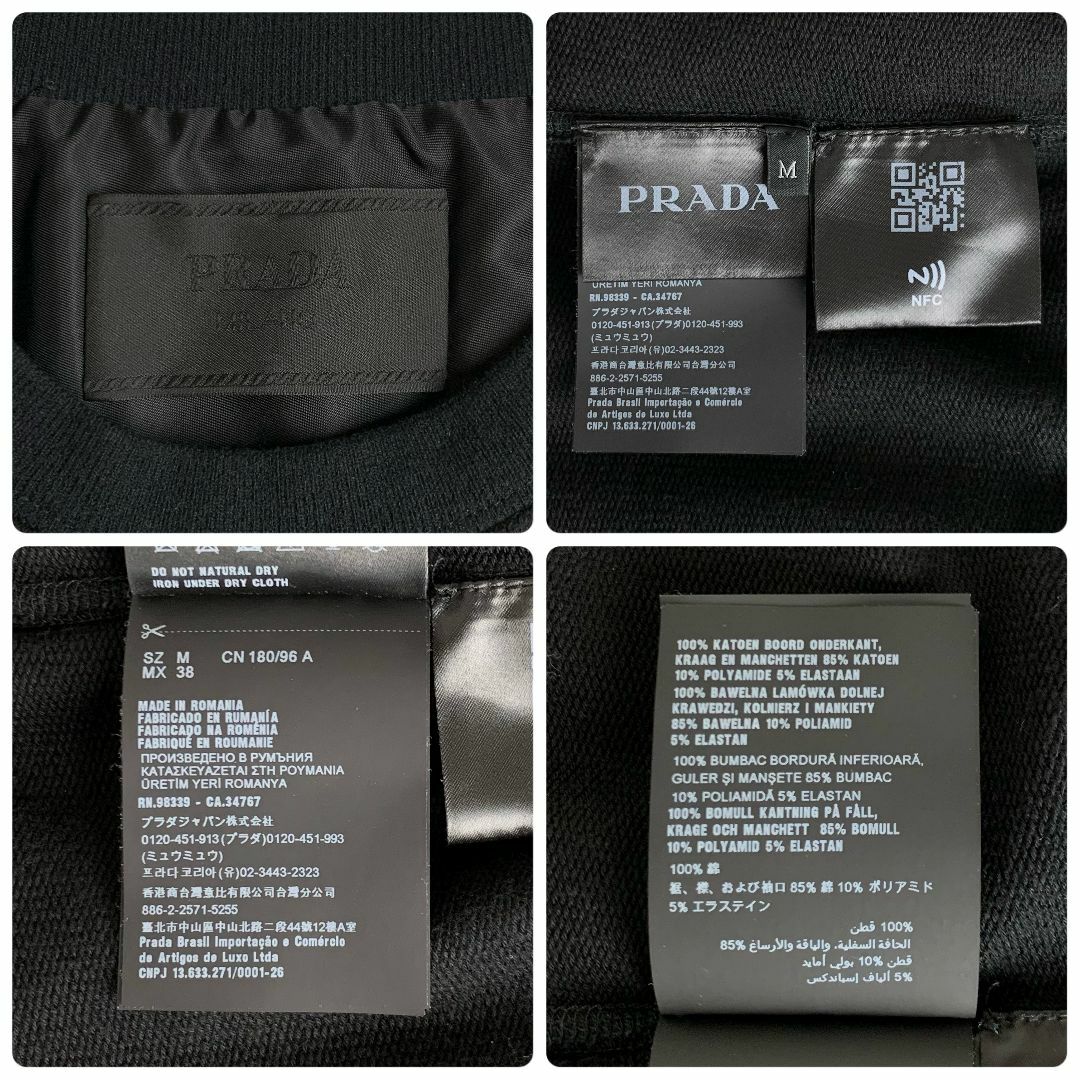 PRADA
PRADA
M
NFC
ÜRETİM YERİ ROMANYA
RN.98339 - CA.34767
プラダジャパン株式会社
0120-451-913(プラダ)0120-451-993
(ミュウミュウ)
프라다코리아(유)02-3443-2323
香港商台灣意比有限公司台灣分公司
886-2-2571-5255
臺北市中山區中山北路二段44號12樓A室
Prada Brasil Importação e Comércio
de Artigos de Luxo Ltda
CNPJ 13.633.271/0001-26
DO NOT NATURAL DRY
IRON UNDER DRY CLOTH
SZ M CN 180/96 A
MX 38
MADE IN ROMANIA
FABRICADO EN RUMANÍA
FABRICADO NA ROMÉNIA
FABRIQUÉ EN ROUMANIE
ПРОИЗВЕДЕНО В РУМЪНИЯ
ΚΑΤΑΣΚΕΥΑΖΕΤΑΙ ΣΤΗ ΡΟΥΜΑΝΙΑ
ÜRETİM YERİ ROMANYA
RN.98339 - CA.34767
プラダジャパン株式会社
0120-451-913(プラダ)0120-451-993
(ミュウミュウ)
프라다코리아(유)02-3443-2323
香港商台灣意比有限公司台灣分公司
886-2-2571-5255
臺北市中山區中山北路二段44號12樓A室
Prada Brasil Importação e Comércio
de Artigos de Luxo Ltda
CNPJ 13.633.271/0001-26
100% KATOEN BOORD ONDERKANT,
KRAAG EN MANCHETTEN 85% KATOEN
10% POLYAMIDE 5% ELASTAAN
100% BAWEŁNA LAMÓWKA DOLNEJ
KRAWEDZI, KOLNIERZ I MANKIETY
85% BAWEŁNA 10% POLIAMID
5% ELASTAN
100% BUMBAC BORDURĂ INFERIOARĂ,
GULER ȘI MANȘETE 85% BUMBAC
10% POLIAMIDĂ 5% ELASTAN
100% BOMULL KANTNING PÅ FÅLL,
KRAGE OCH MANCHETT 85% BOMULL
10% POLYAMID 5% ELASTAN
100% 綿
裾、襟、および袖口 85% 綿 10% ポリアミド
5% エラステイン
100% قطن
الحافة السفلية، والياقة والأرساغ 85%
قطن 10% بولي أمايد
5% ألياف إسباندكس